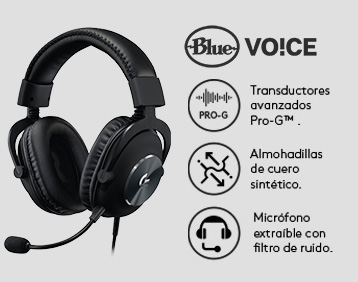 Blue VO!CE
PRO-G
Transductores
avanzados
Pro-G™ .
Almohadillas
de cuero
sintético.
Micrófono
extraíble con
filtro de ruido.